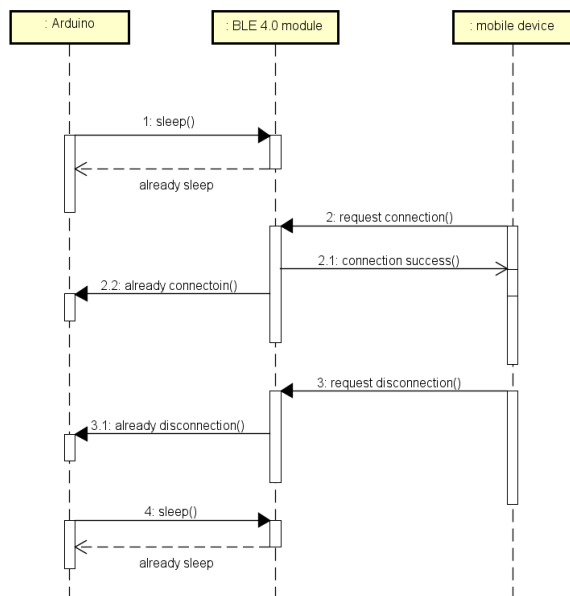 : Arduino
: BLE 4.0 module
: mobile device
1: sleep()
already sleep
2: request connection()
2.1: connection success()
2.2: already connectoin()
3: request disconnection()
3.1: already disconnection()
4: sleep()
already sleep